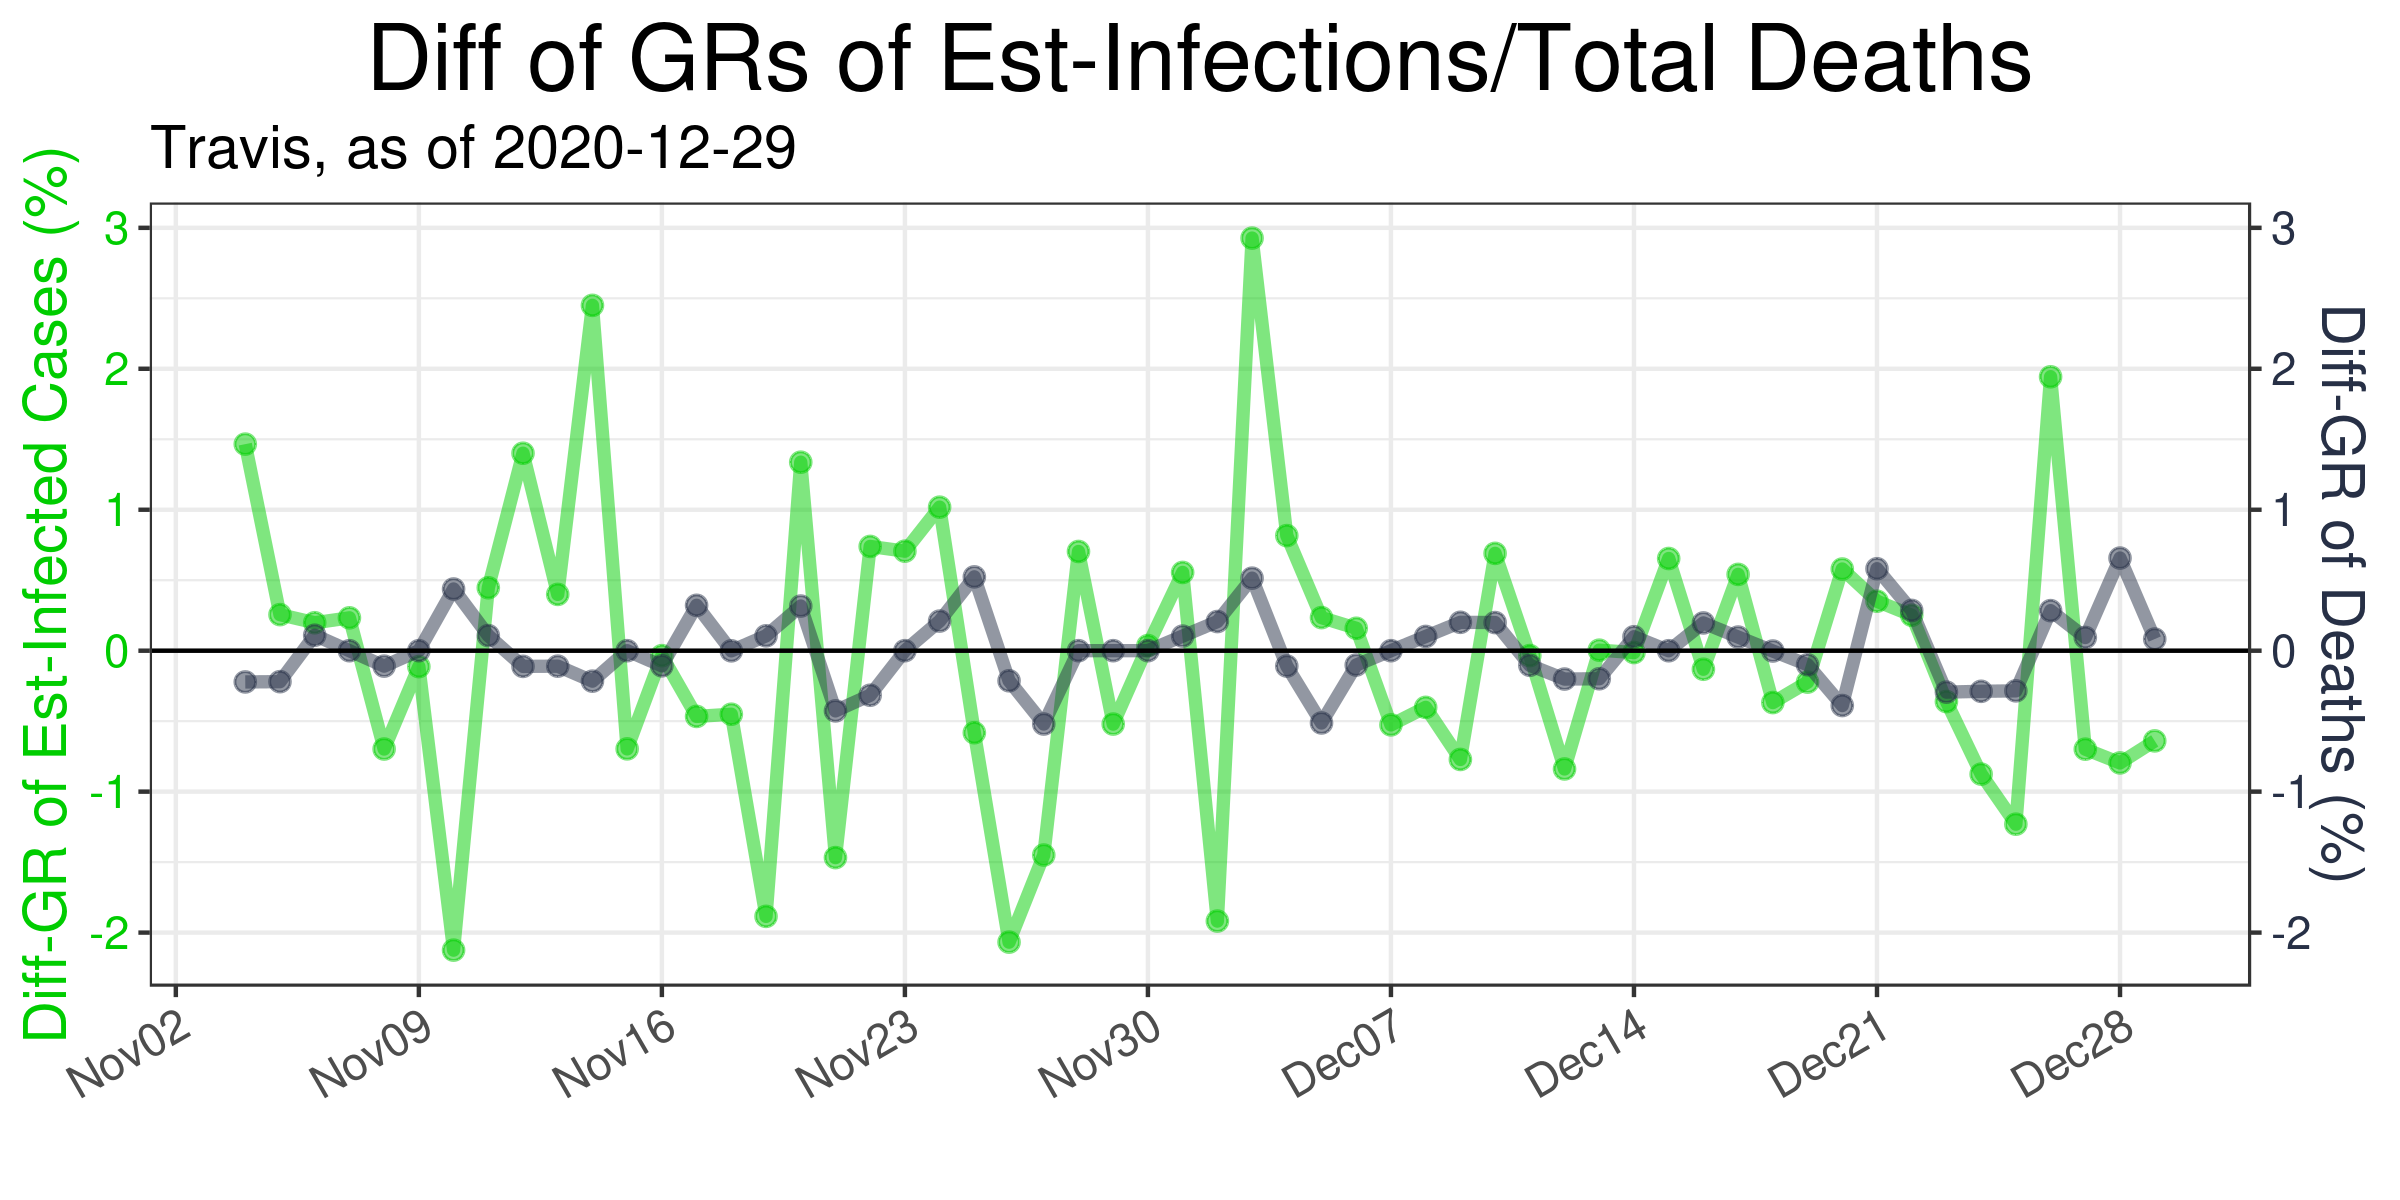 Diff of GRs of Est-Infections/Total Deaths
Travis, as of 2020-12-29
Diff-GR of Est-Infected Cases (%)
3
2
1
0
-1
-2
3
2
1
0
-1
-2
Diff-GR of Deaths (%)
Nov02
Nov09
Nov16
Nov23
Nov30
Dec07
Dec14
Dec21
Dec28